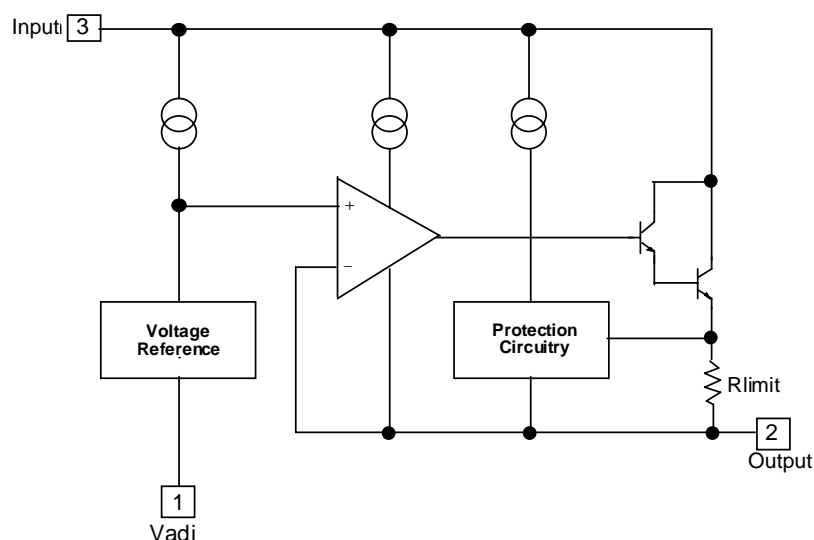 Input 3
+
−
Voltage
Reference
Protection
Circuitry
Rlimit
2
Output
1
Vadj